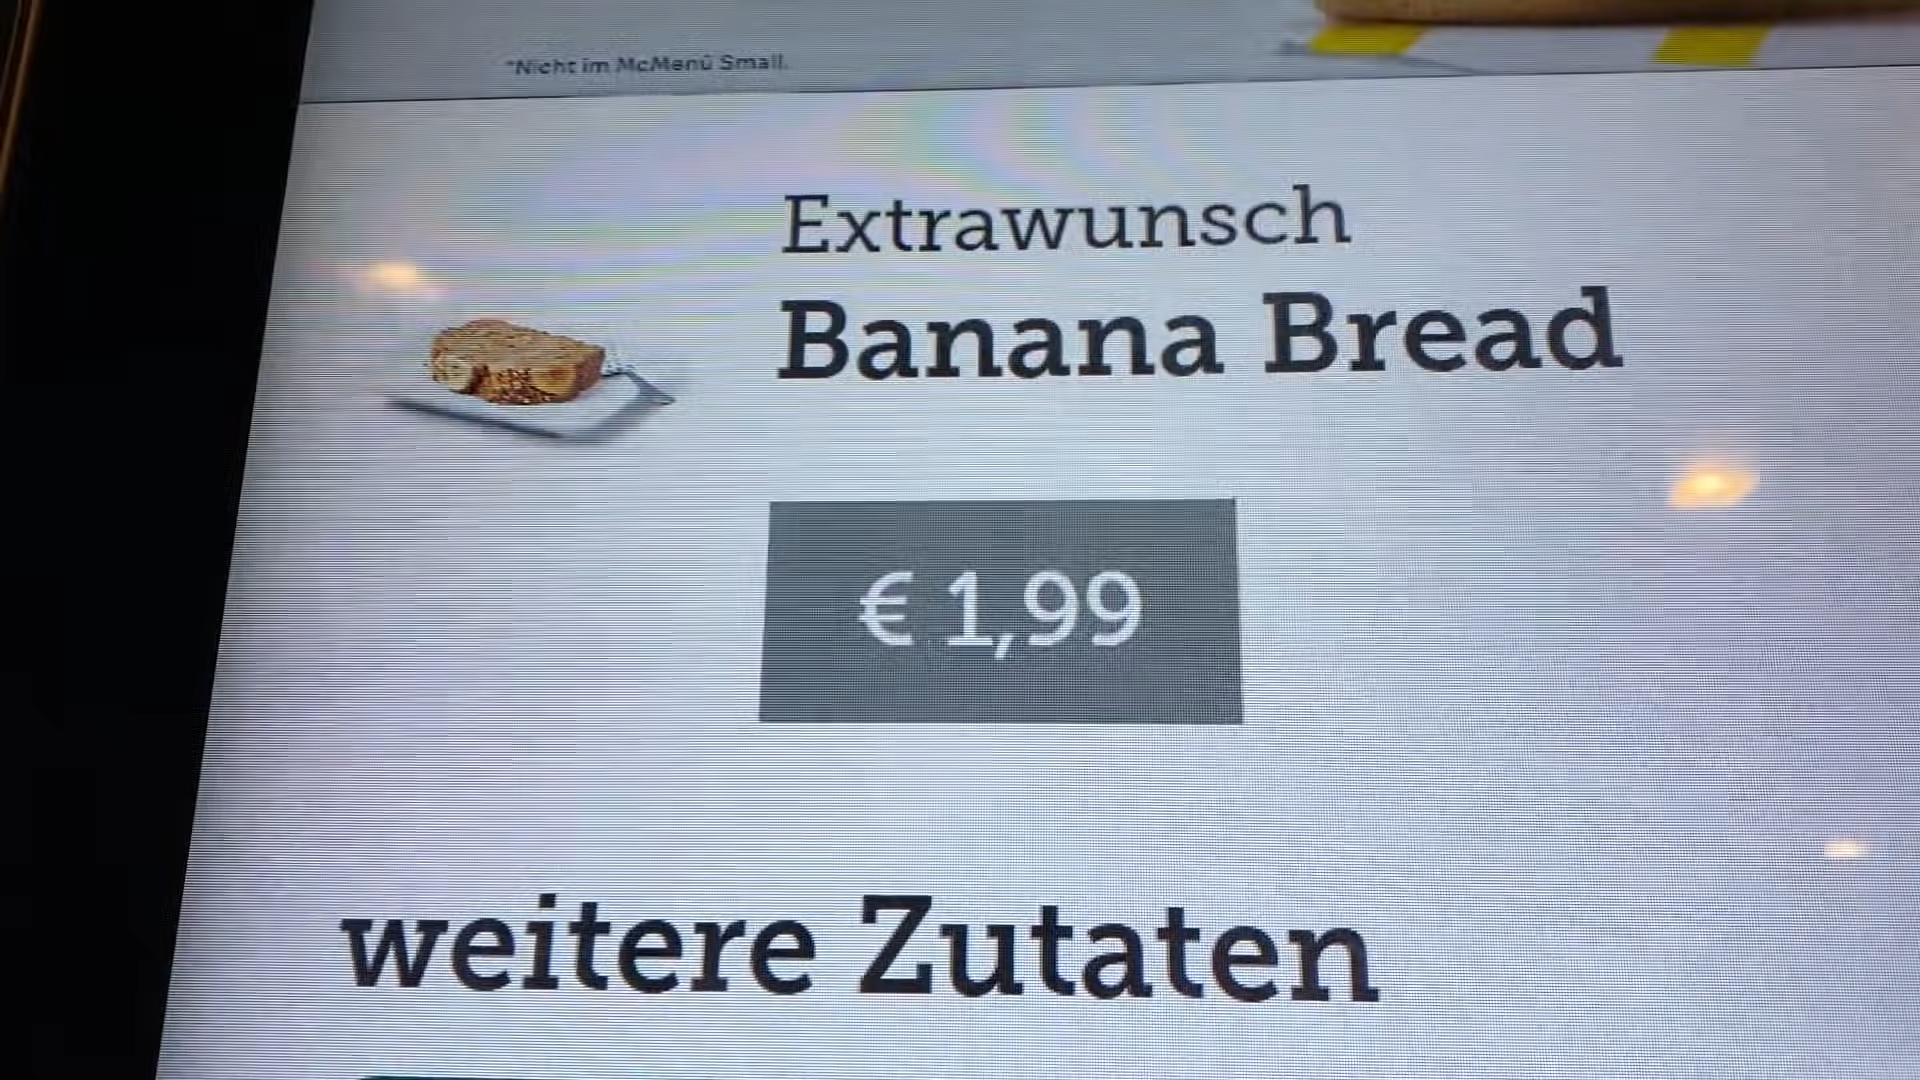 *Nicht im McMenü Small.
Extrawunsch
Banana Bread
€ 1,99
weitere Zutaten